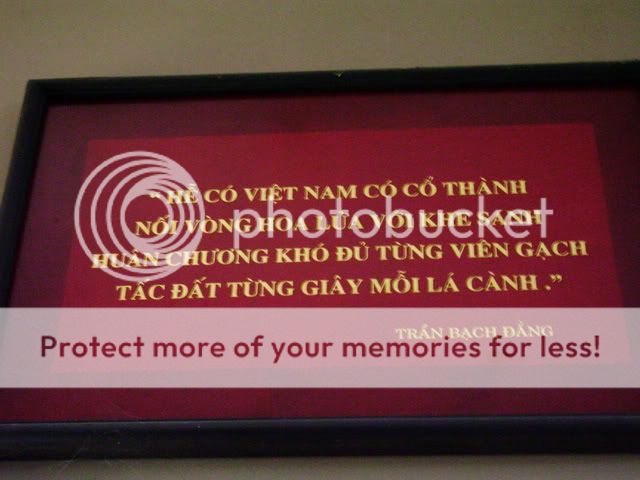 “ HỄ CÓ VIỆT NAM CÓ CỔ THÀNH
NỐI VÒNG HOA LỬA VỚI KHE SANH
HUÂN CHƯƠNG KHÓ ĐỦ TỪNG VIÊN GẠCH
TẤC ĐẤT TỪNG GIÂY MỖI LÁ CÀNH .”
TRẦN BẠCH ĐẰNG
photobucket
Protect more of your memories for less!